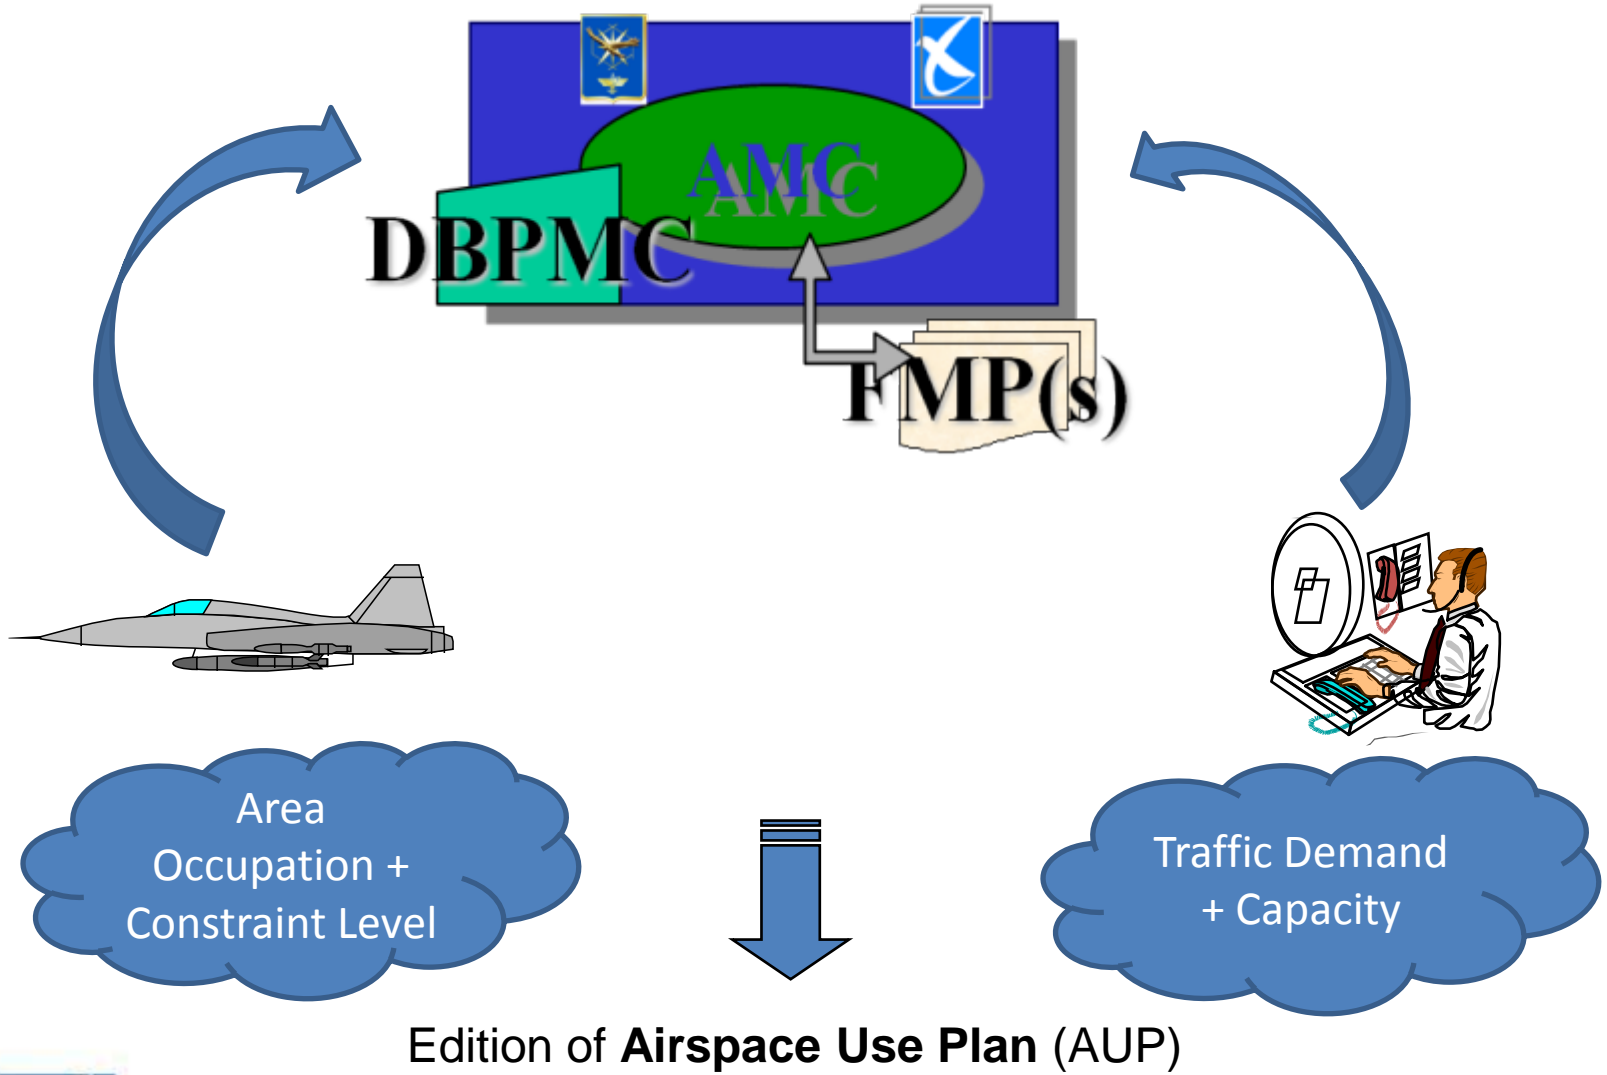 AMC
DBPMC
FMP(s)
Area
Occupation +
Constraint Level
Traffic Demand
+ Capacity
Edition of Airspace Use Plan (AUP)